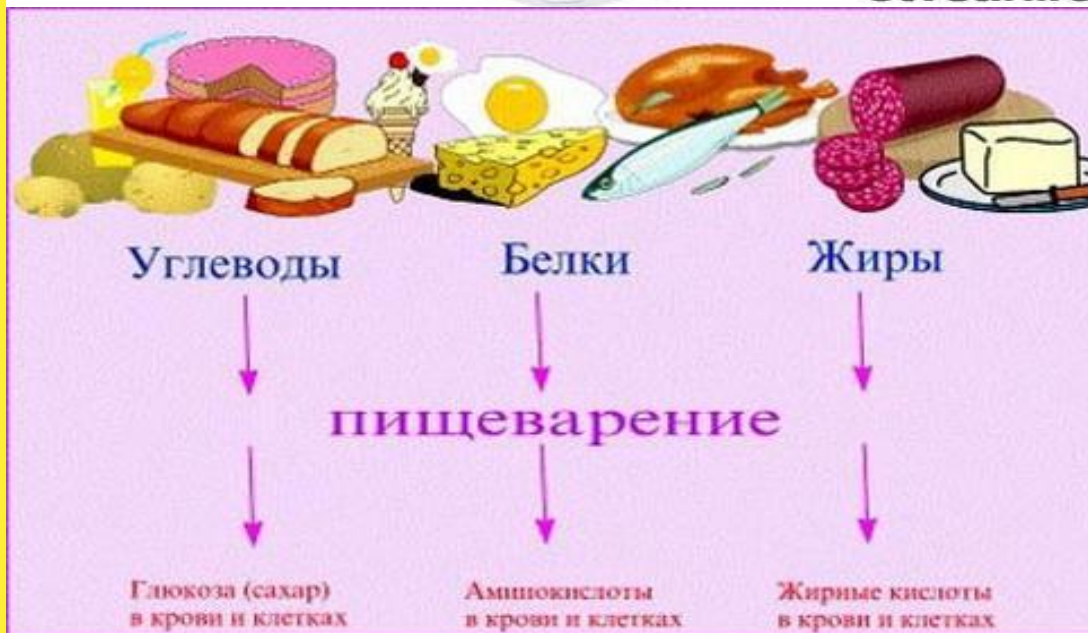 Углеводы Белки Жиры
пищеварение
Глюкоза (сахар) Аминокислоты Жирные кислоты
в крови и клетках в крови и клетках в крови и клетках